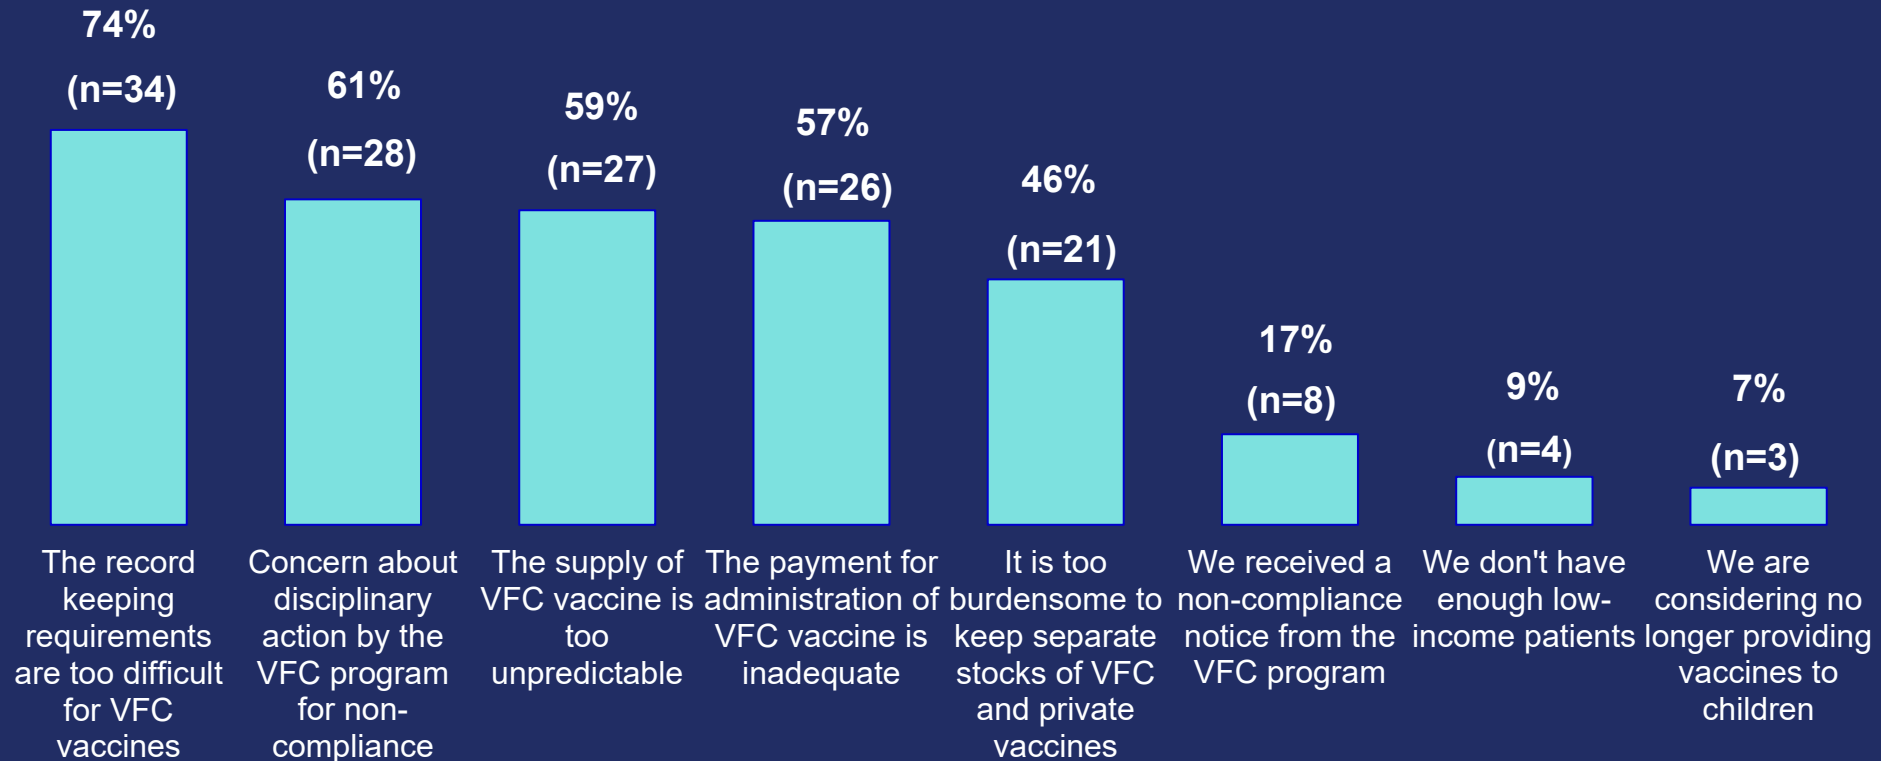 74%
(n=34)
61%
(n=28)
59%
(n=27)
57%
(n=26)
46%
(n=21)
17%
(n=8)
9%
(n=4)
7%
(n=3)
The record
keeping
requirements
are too difficult
for VFC
vaccines
Concern about
disciplinary
action by the
VFC program
for non-
compliance
The supply of
VFC vaccine is
too
unpredictable
The payment for
administration of
VFC vaccine is
inadequate
It is too
burdensome to
keep separate
stocks of VFC
and private
vaccines
We received a
non-compliance
notice from the
VFC program
We don't have
enough low-
income patients
We are
considering no
longer providing
vaccines to
children